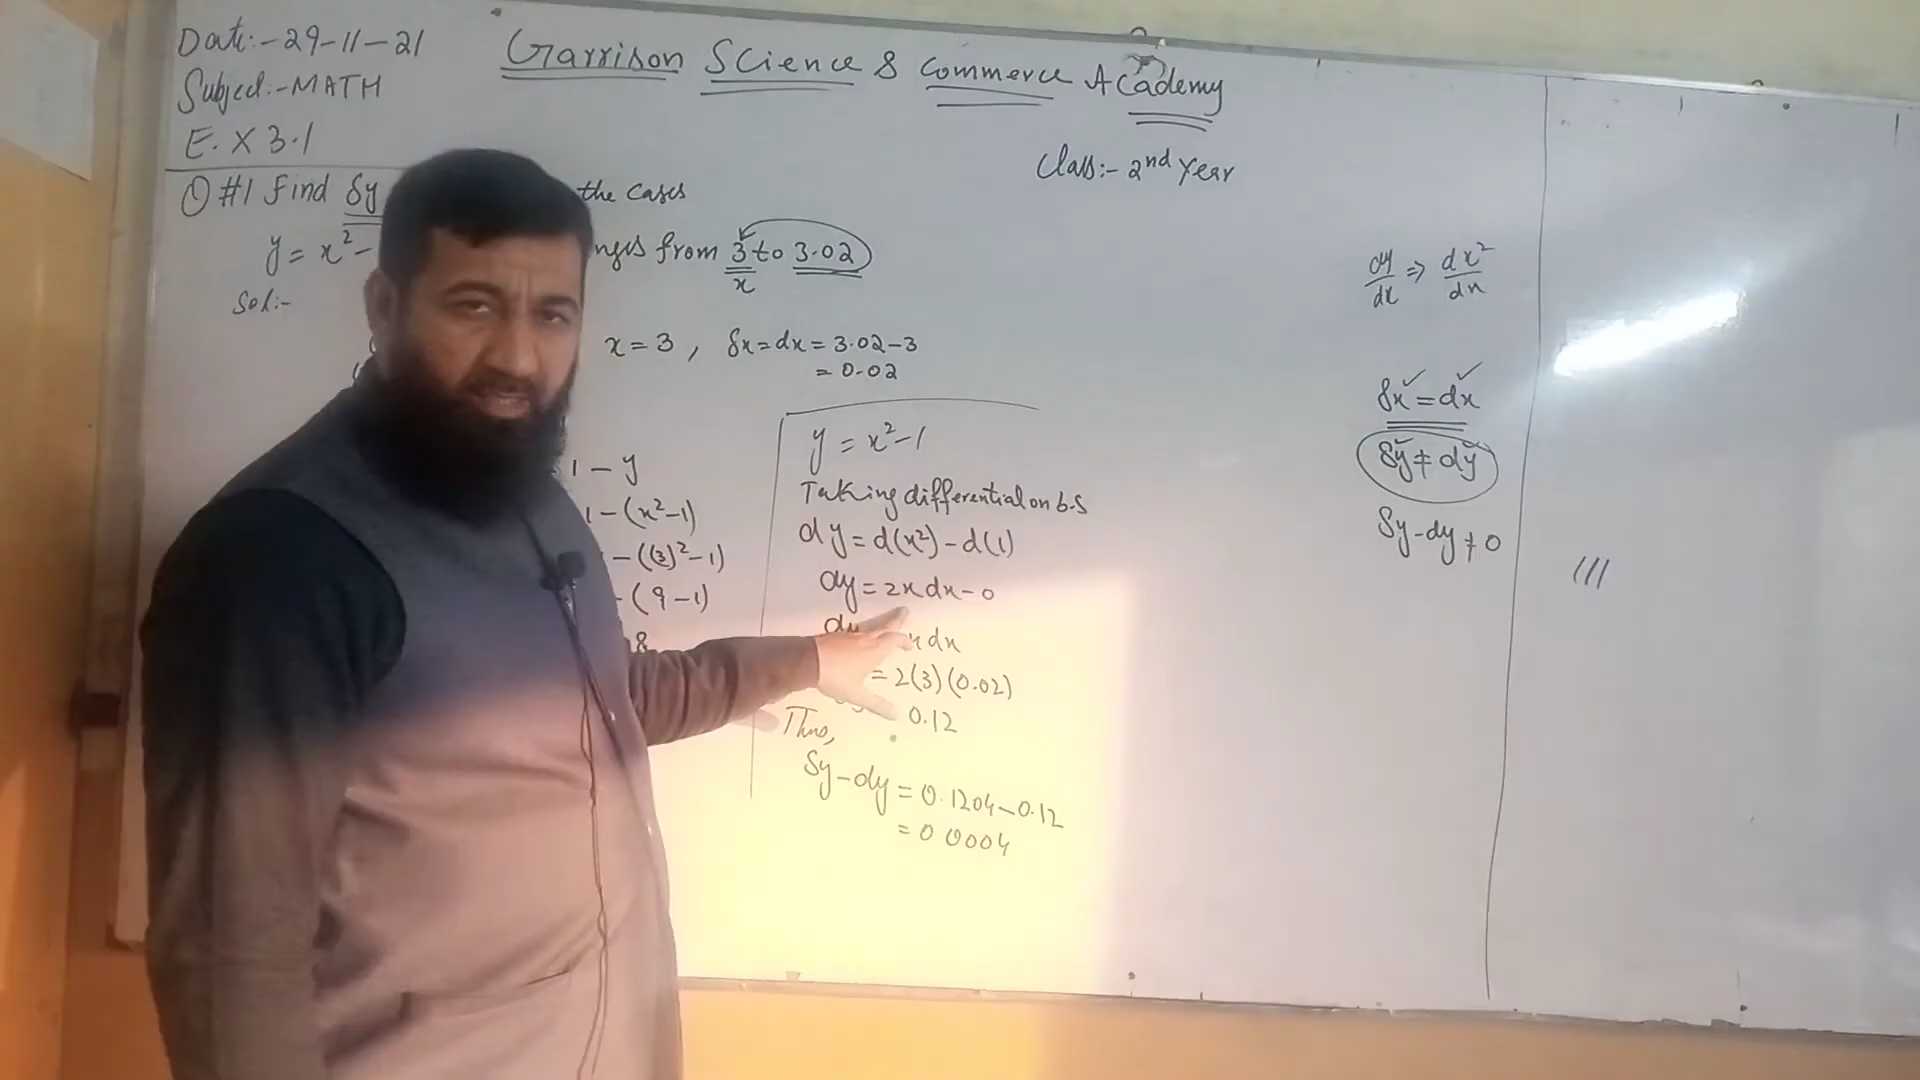 Date:-29-11-21
Subject:-MATH
E.X 3.1
Garrison Science & Commerce Academy
Class:- 2nd Year
Q#1 Find δy the cases
y = x²- from 3 to 3.02
x
Sol:-
x = 3 , δx = dx = 3.02-3
= 0.02
1 - y
1 - (x²-1)
- ((3)²-1)
- (9-1)
8
y = x²-1
Taking differential on b.s
dy = d(x²) - d(1)
dy = 2x dx - 0
dy x dx
= 2(3)(0.02)
0.12
Thus,
δy-dy = 0.1204-0.12
= 0 0004
dy/dx ⇒ dx²/dx
δx = dx
δy ≠ dy
δy-dy ≠ 0